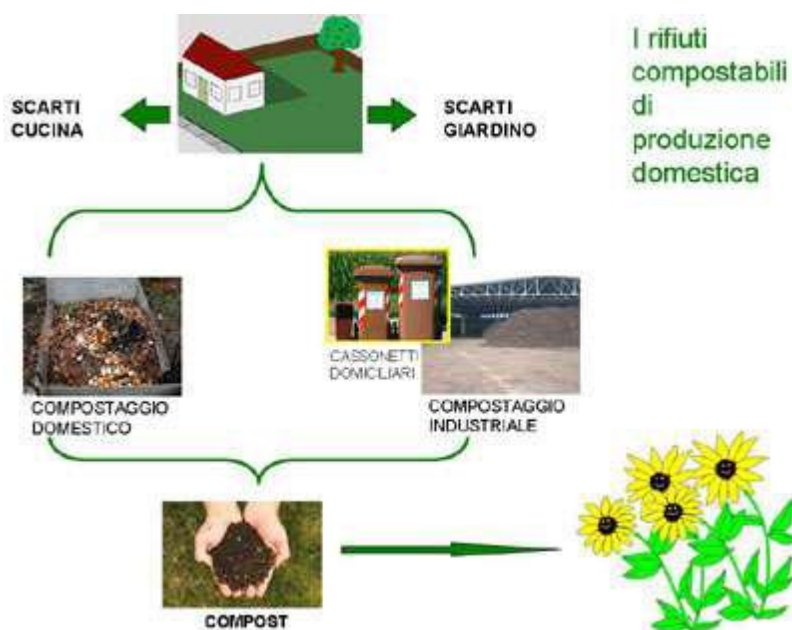 I rifiuti
compostabili
di
produzione
domestica
SCARTI
CUCINA
SCARTI
GIARDINO
CASSONETTI
DOMICILIARI
COMPOSTAGGIO
DOMESTICO
COMPOSTAGGIO
INDUSTRIALE
COMPOST